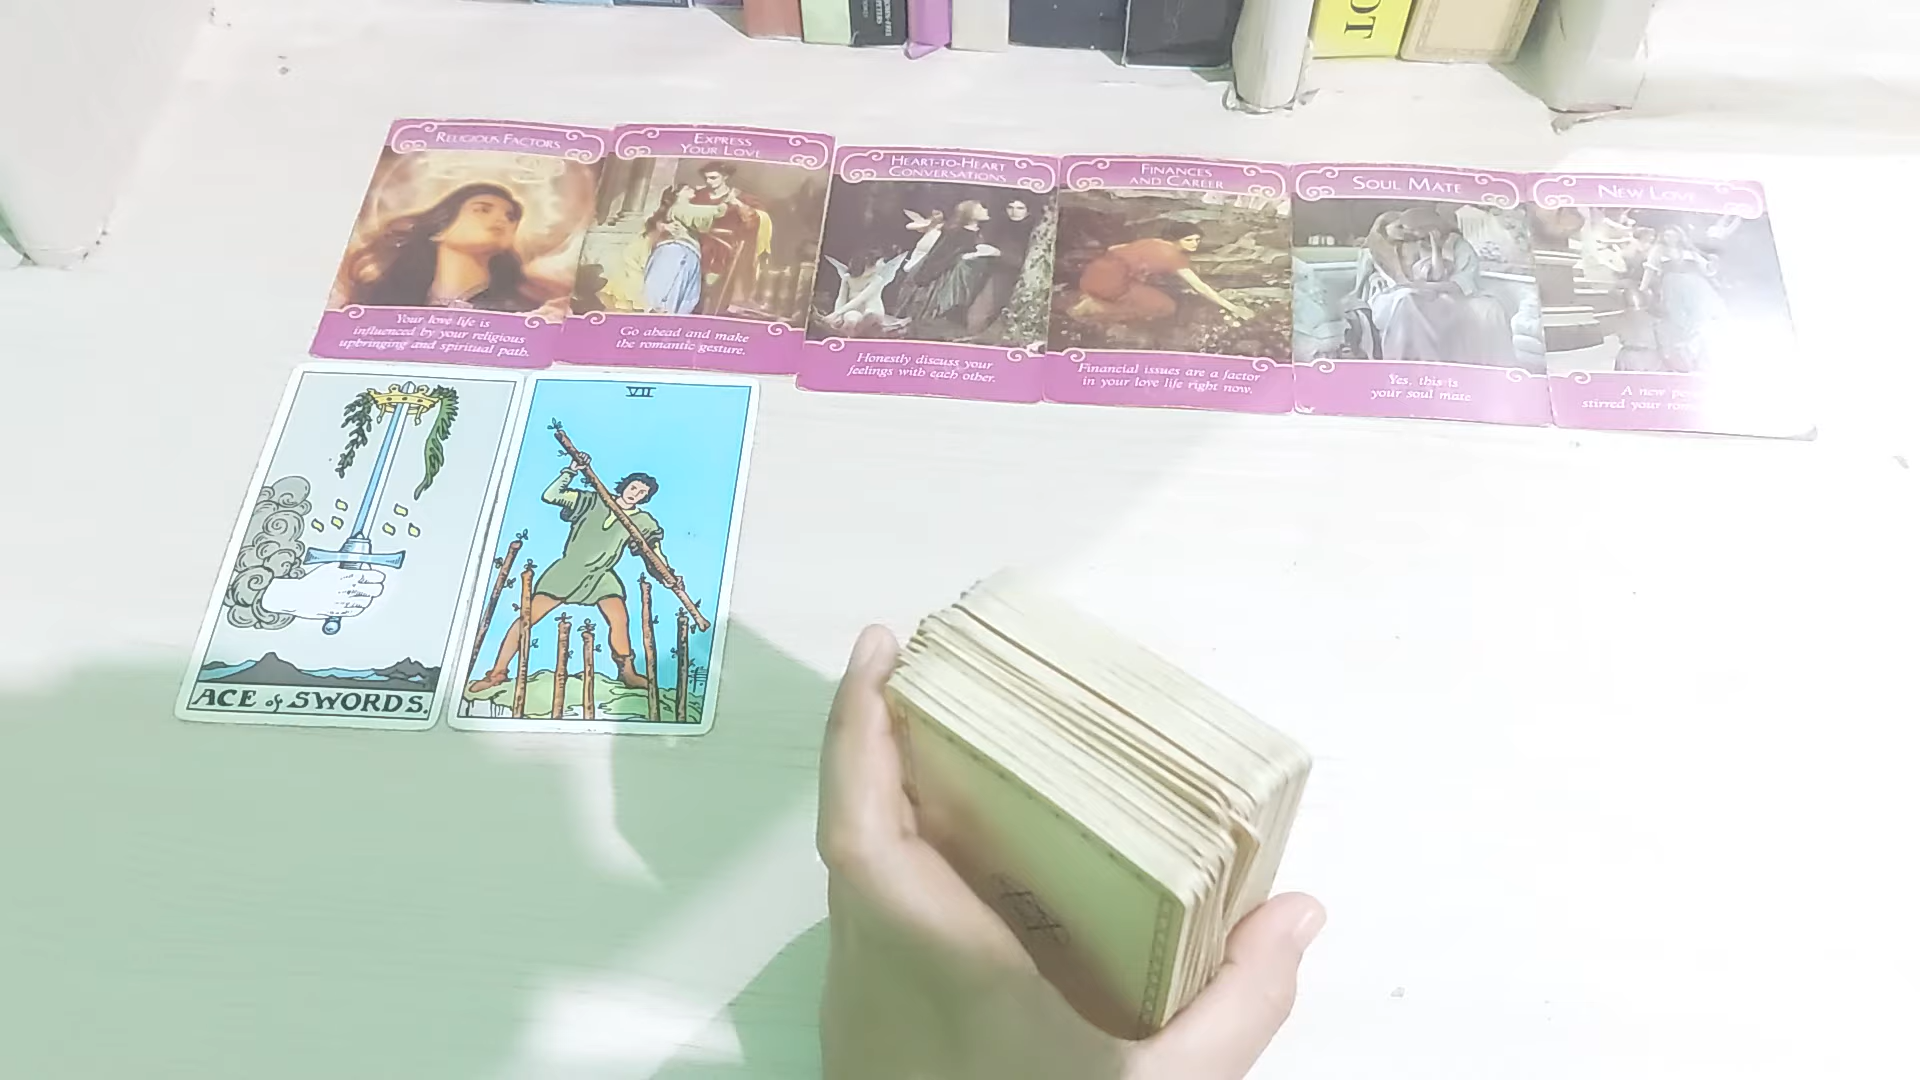 OT
RELIGIOUS FACTORS
Your love life is
influenced by your religious
upbringing and spiritual path.
EXPRESS
YOUR LOVE
Go ahead and make
the romantic gesture.
HEART-TO-HEART
CONVERSATIONS
Honestly discuss your
feelings with each other.
FINANCES
AND CAREER
Financial issues are a factor
in your love life right now.
SOUL MATE
Yes, this is
your soul mate
NEW LOVE
A new
stirred your
ACE of SWORDS.
VII